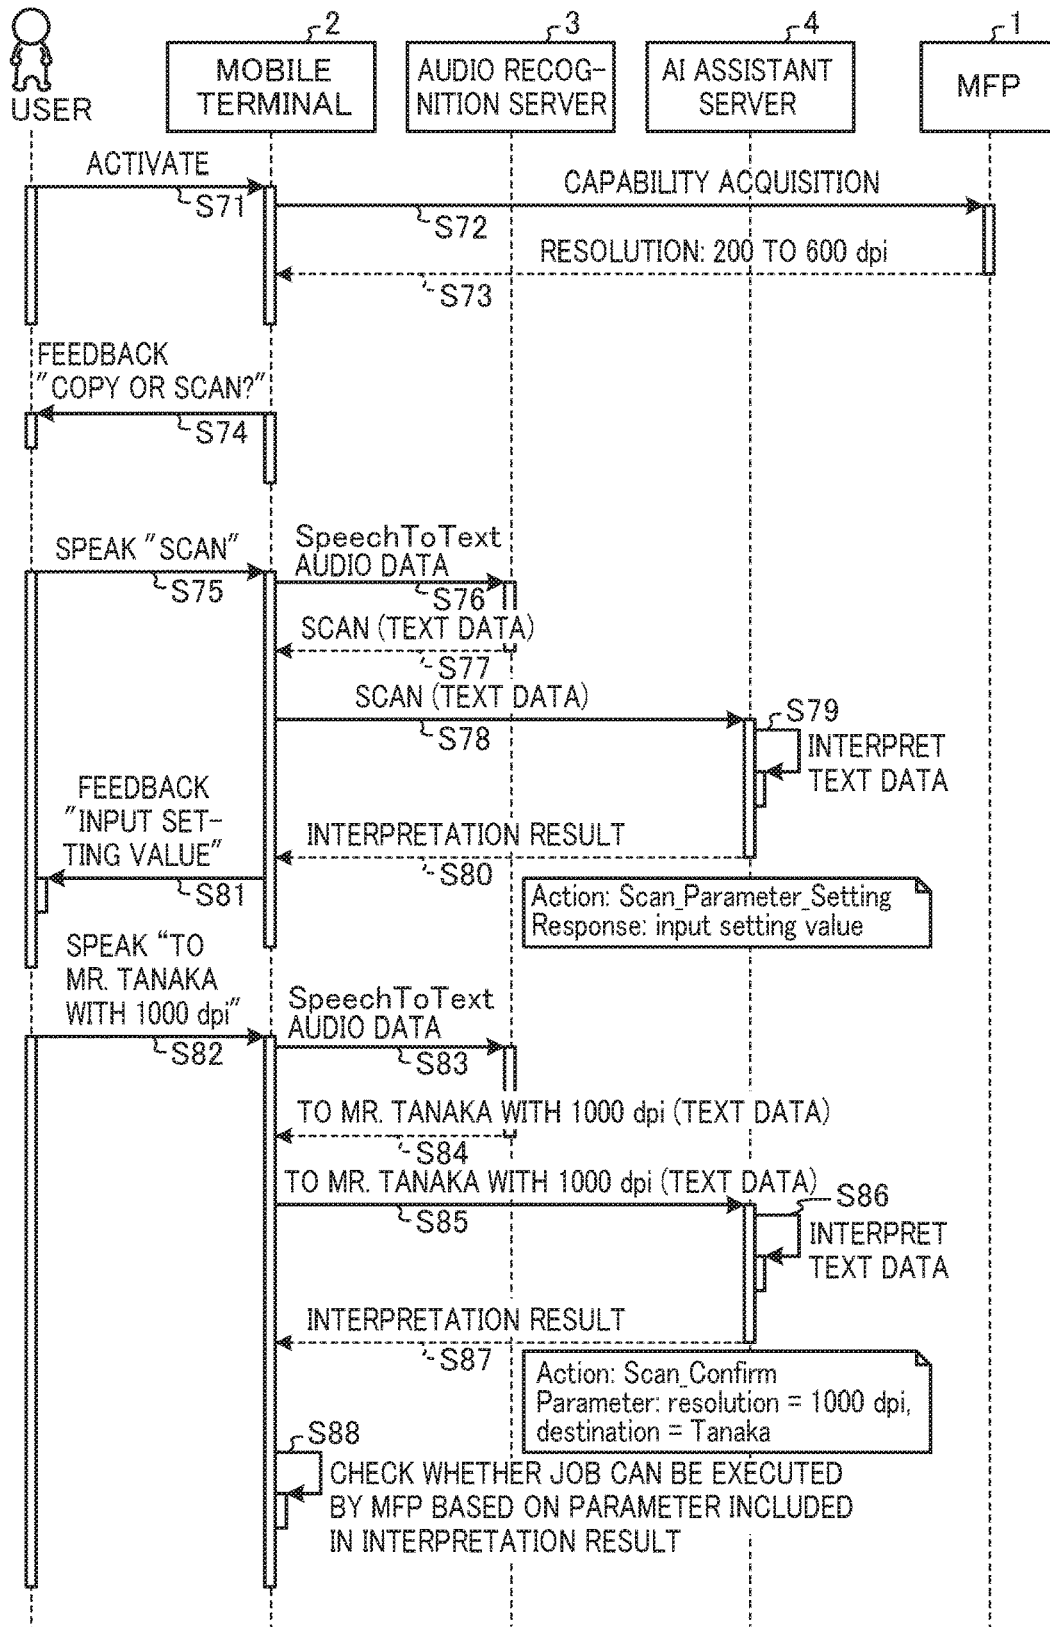 2
3
4
1
USER
MOBILE
TERMINAL
AUDIO RECOG-
NITION SERVER
AI ASSISTANT
SERVER
MFP
ACTIVATE
S71
CAPABILITY ACQUISITION
S72
RESOLUTION: 200 TO 600 dpi
S73
FEEDBACK
"COPY OR SCAN?"
S74
SPEAK "SCAN"
S75
SpeechToText
AUDIO DATA
S76
SCAN (TEXT DATA)
S77
SCAN (TEXT DATA)
S78
S79
INTERPRET
TEXT DATA
FEEDBACK
"INPUT SET-
TING VALUE"
S81
INTERPRETATION RESULT
S80
Action: Scan_Parameter_Setting
Response: input setting value
SPEAK "TO
MR. TANAKA
WITH 1000 dpi"
S82
SpeechToText
AUDIO DATA
S83
TO MR. TANAKA WITH 1000 dpi (TEXT DATA)
S84
TO MR. TANAKA WITH 1000 dpi (TEXT DATA)
S85
S86
INTERPRET
TEXT DATA
INTERPRETATION RESULT
S87
Action: Scan_Confirm
Parameter: resolution = 1000 dpi,
destination = Tanaka
S88
CHECK WHETHER JOB CAN BE EXECUTED
BY MFP BASED ON PARAMETER INCLUDED
IN INTERPRETATION RESULT